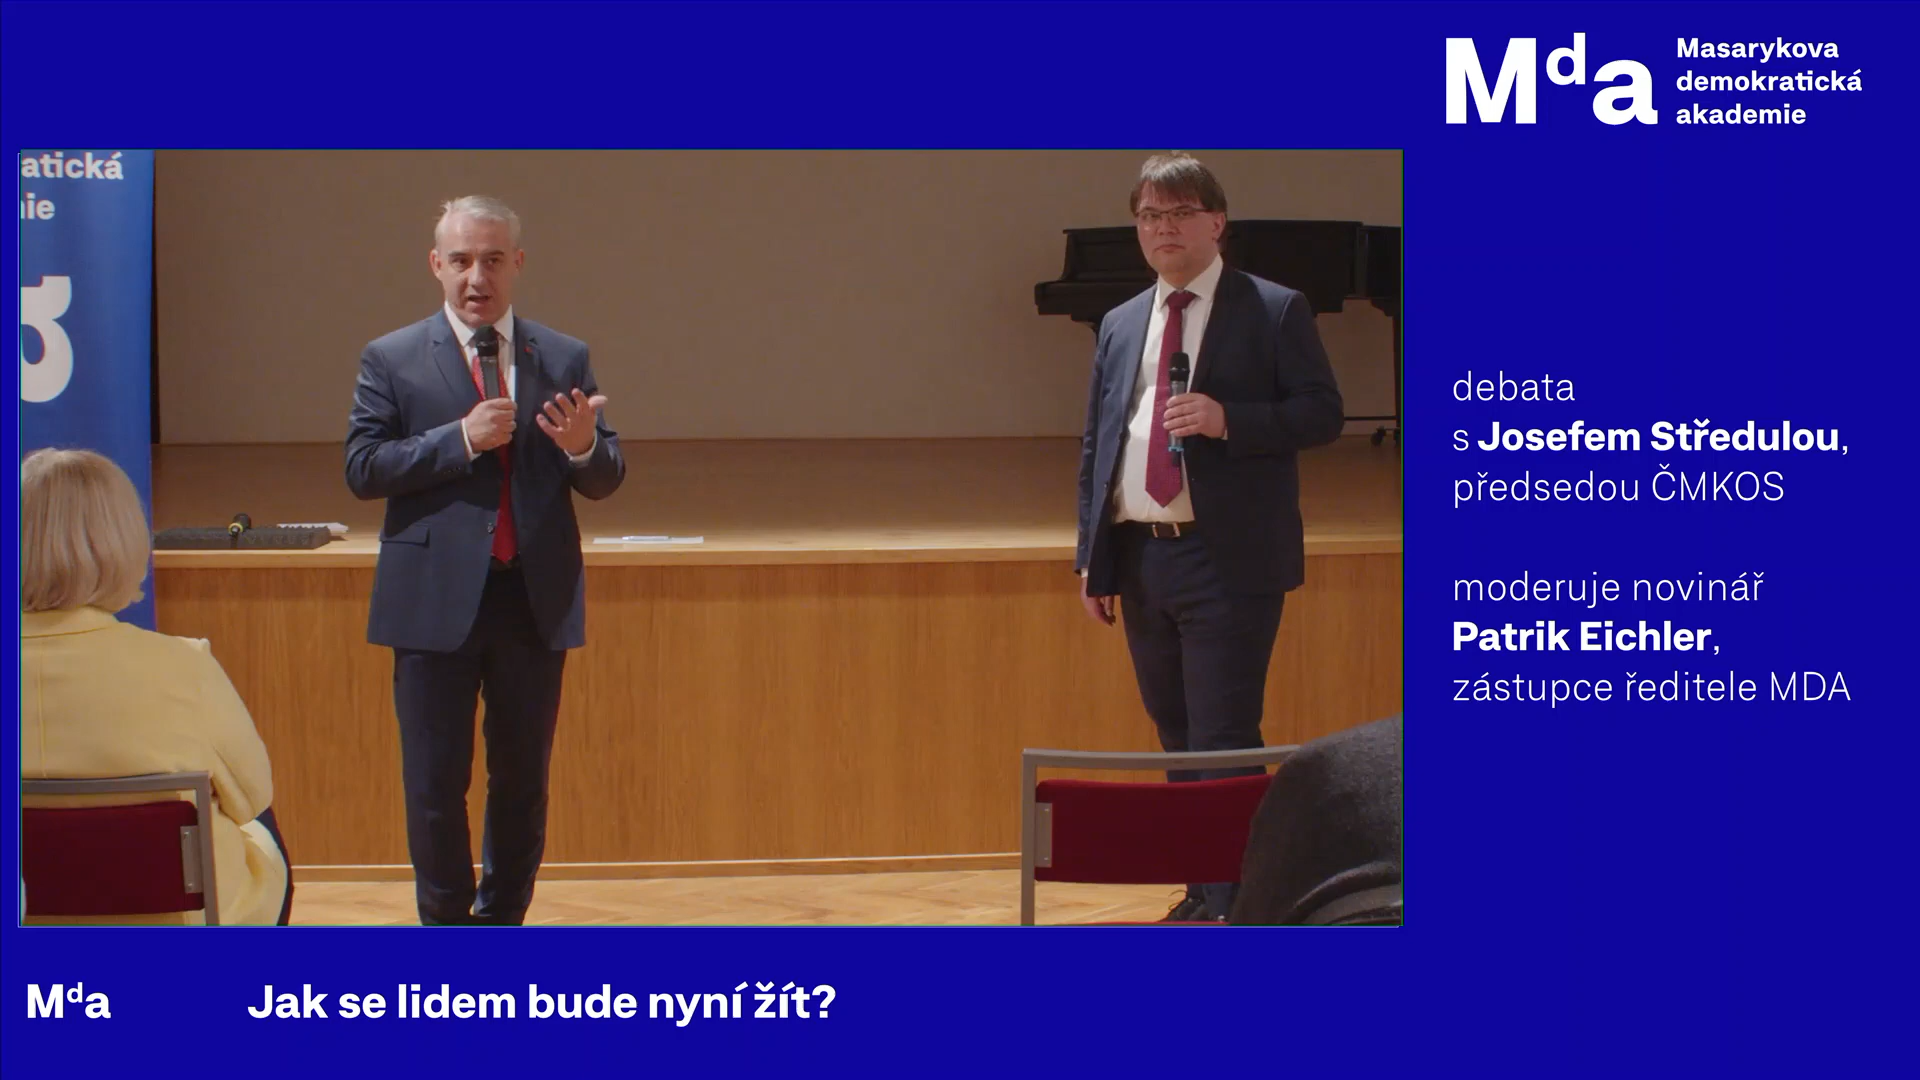 Mda
Masarykova
demokratická
akademie
atická
ie
debata
s Josefem Středulou,
předsedou ČMKOS
moderuje novinář
Patrik Eichler,
zástupce ředitele MDA
Mda
Jak se lidem bude nyní žít?